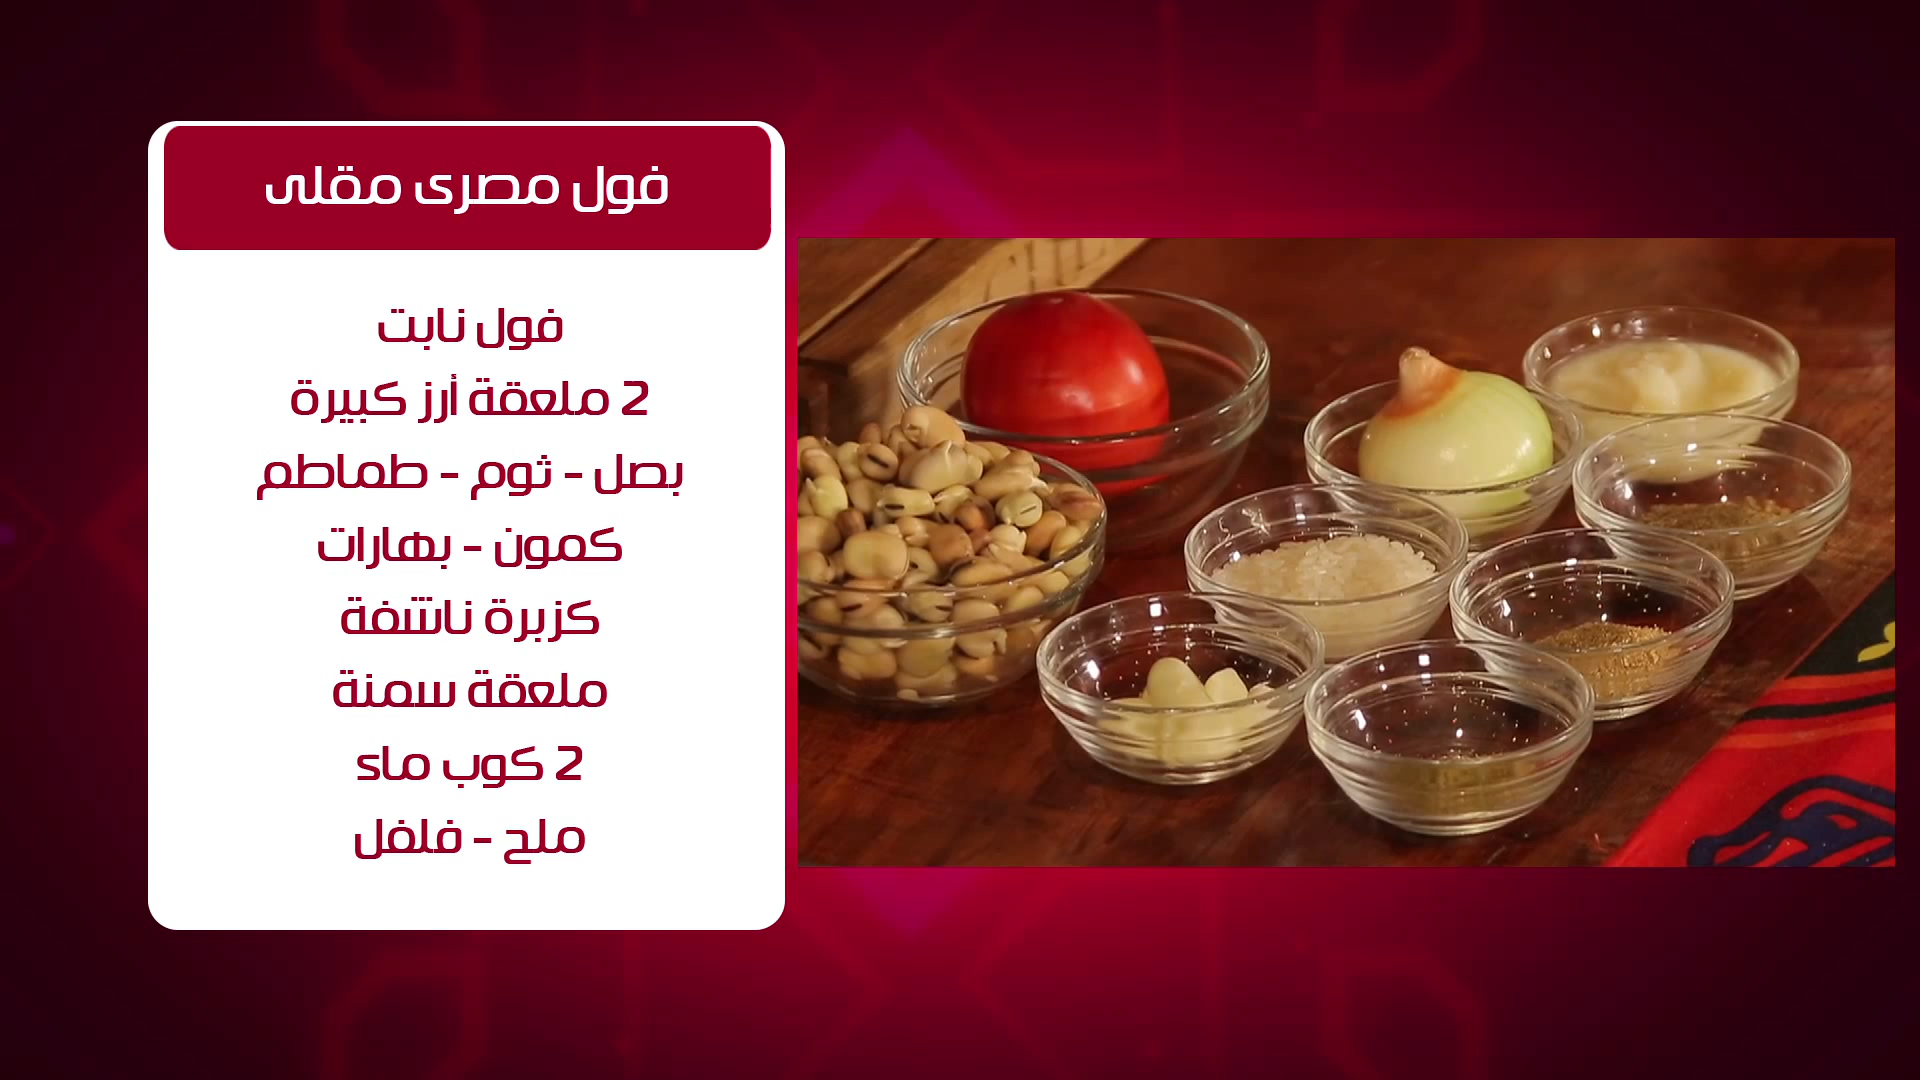 فول مصرى مقلى
فول نابت
2 ملعقة أرز كبيرة
بصل - ثوم - طماطم
كمون - بهارات
كزبرة ناشفة
ملعقة سمنة
2 كوب ماء
ملح - فلفل